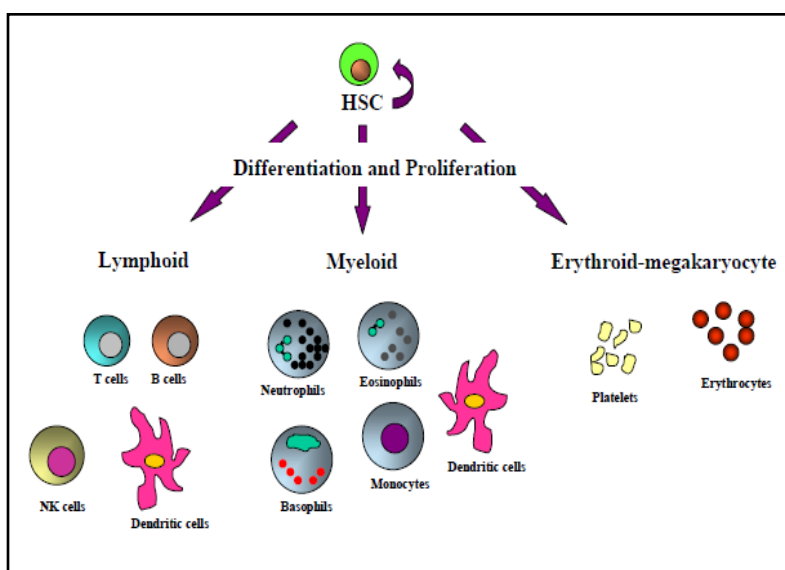 HSC
Differentiation and Proliferation
Lymphoid
Myeloid
Erythroid-megakaryocyte
T cells
B cells
Neutrophils
Eosinophils
Platelets
Erythrocytes
NK cells
Dendritic cells
Basophils
Monocytes
Dendritic cells